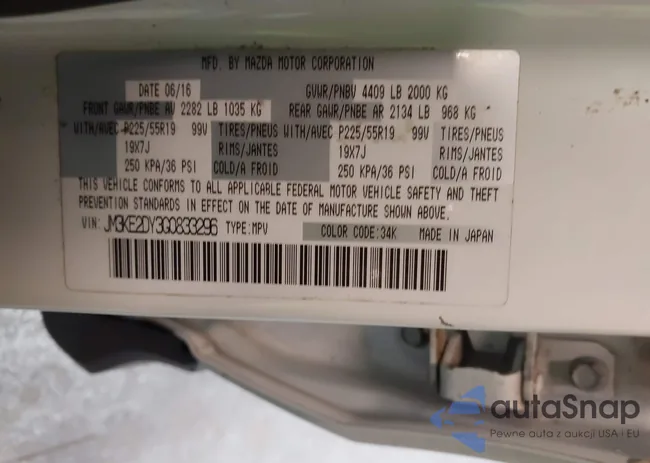 MFD. BY MAZDA MOTOR CORPORATION
DATE 06/16 GVWR/PNBV 4409 LB 2000 KG
FRONT GAWR/PNBE AV 2282 LB 1035 KG REAR GAWR/PNBE AR 2134 LB 968 KG
WITH/AVEC P225/55R19 99V TIRES/PNEUS WITH/AVEC P225/55R19 99V TIRES/PNEUS
19X7J RIMS/JANTES 19X7J RIMS/JANTES
250 KPA/36 PSI COLD/A FROID 250 KPA/36 PSI COLD/A FROID
THIS VEHICLE CONFORMS TO ALL APPLICABLE FEDERAL MOTOR VEHICLE SAFETY AND THEFT
PREVENTION STANDARDS IN EFFECT ON THE DATE OF MANUFACTURE SHOWN ABOVE.
VIN: JM3KE2DY3G0833296 TYPE:MPV COLOR CODE:34K MADE IN JAPAN
autoSnap
Pewne auta z aukcji USA i EU